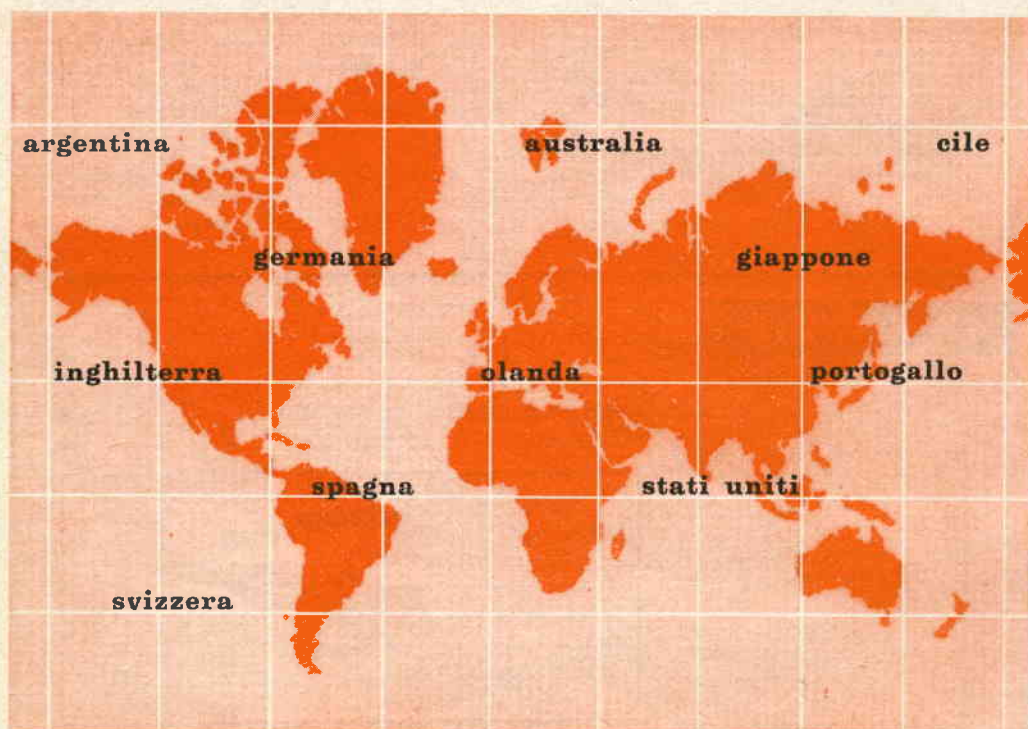 argentina australia cile
germania giappone
inghilterra olanda portogallo
spagna stati uniti
svizzera